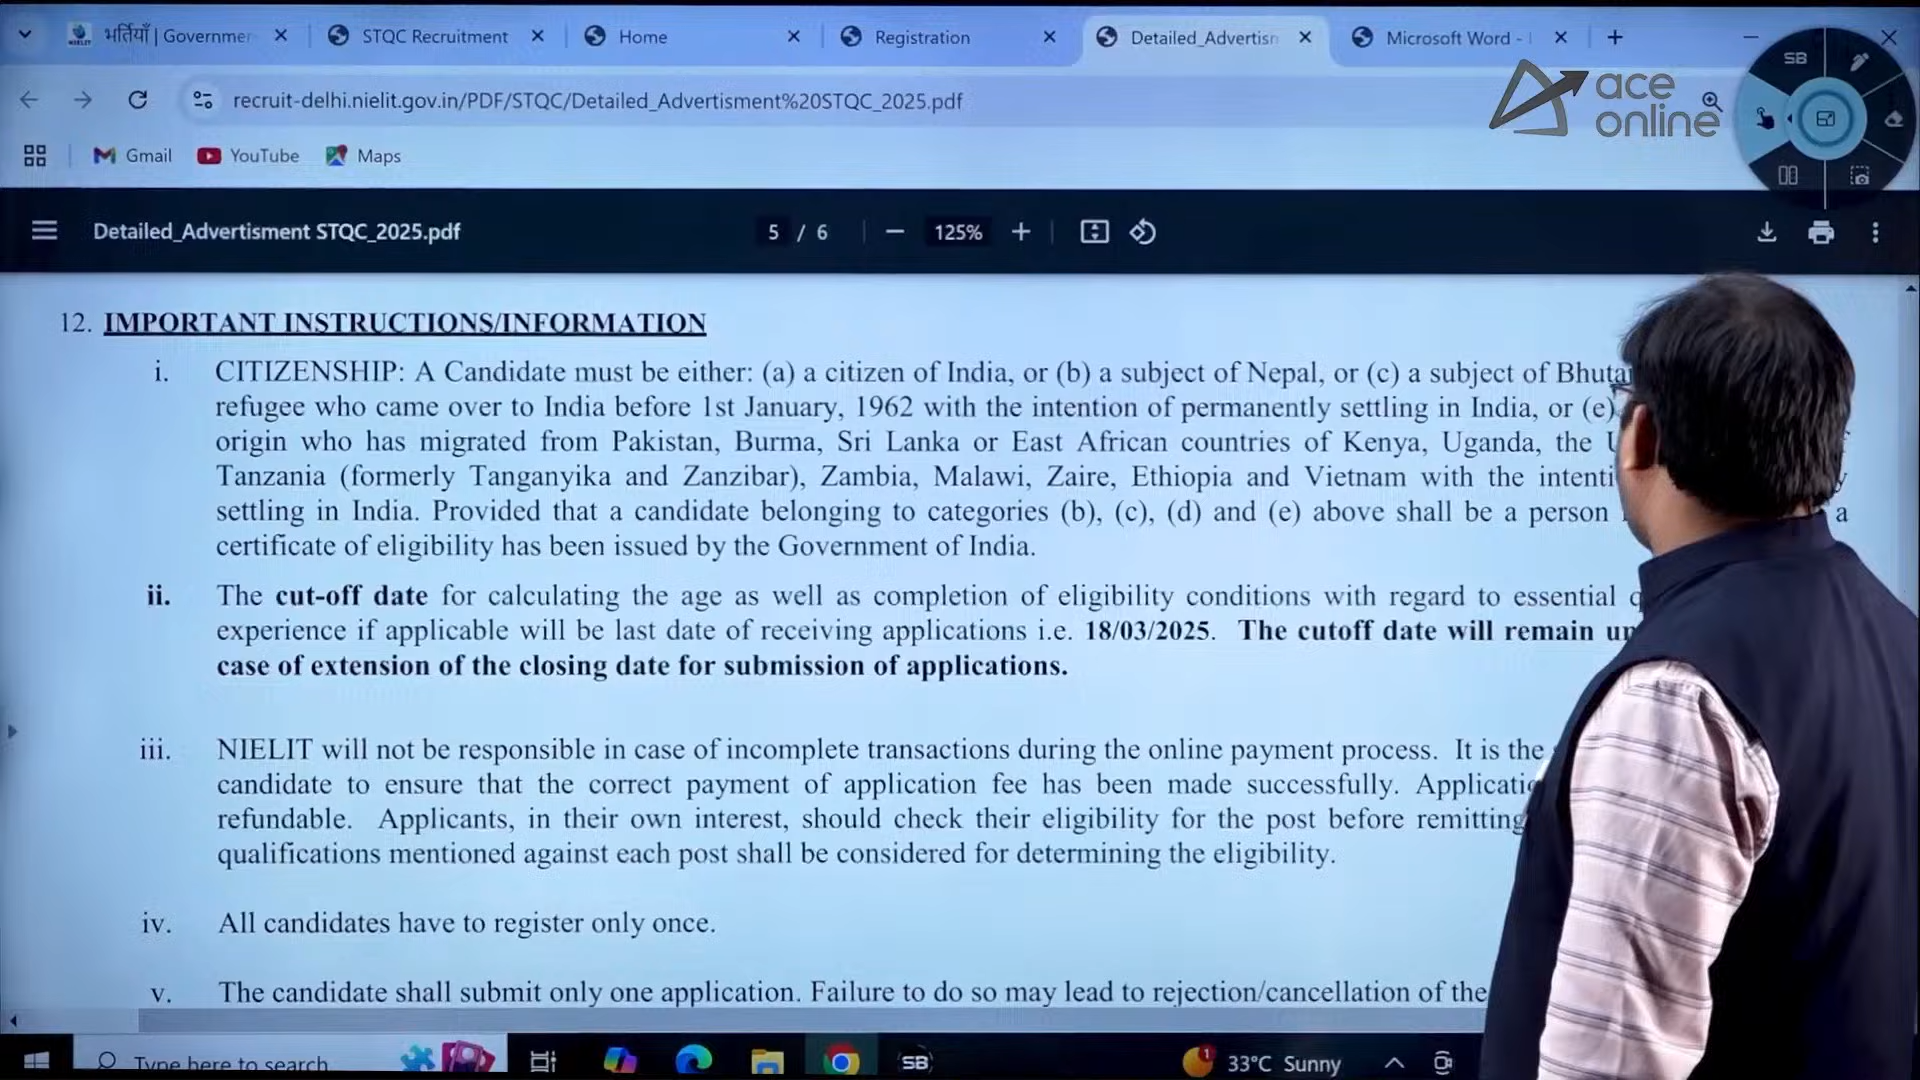 भर्तियाँ | Governmer
STQC Recruitment
Home
Registration
Detailed_Advertisn
Microsoft Word -
recruit-delhi.nielit.gov.in/PDF/STQC/Detailed_Advertisment%20STQC_2025.pdf
ace
online
SB
Gmail
YouTube
Maps
Detailed_Advertisment STQC_2025.pdf
5 / 6
125%
12. IMPORTANT INSTRUCTIONS/INFORMATION
i. CITIZENSHIP: A Candidate must be either: (a) a citizen of India, or (b) a subject of Nepal, or (c) a subject of Bhuta
refugee who came over to India before 1st January, 1962 with the intention of permanently settling in India, or (e)
origin who has migrated from Pakistan, Burma, Sri Lanka or East African countries of Kenya, Uganda, the U
Tanzania (formerly Tanganyika and Zanzibar), Zambia, Malawi, Zaire, Ethiopia and Vietnam with the intenti
settling in India. Provided that a candidate belonging to categories (b), (c), (d) and (e) above shall be a person a
certificate of eligibility has been issued by the Government of India.
ii. The cut-off date for calculating the age as well as completion of eligibility conditions with regard to essential q
experience if applicable will be last date of receiving applications i.e. 18/03/2025. The cutoff date will remain un
case of extension of the closing date for submission of applications.
iii. NIELIT will not be responsible in case of incomplete transactions during the online payment process. It is the
candidate to ensure that the correct payment of application fee has been made successfully. Applicatio
refundable. Applicants, in their own interest, should check their eligibility for the post before remitting
qualifications mentioned against each post shall be considered for determining the eligibility.
iv. All candidates have to register only once.
v. The candidate shall submit only one application. Failure to do so may lead to rejection/cancellation of the
Type here to search
SB
1
33°C Sunny